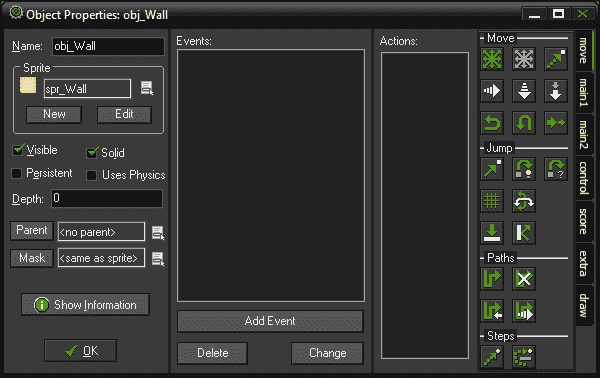 Object Properties: obj_Wall
Name: obj_Wall
Sprite
spr_Wall
New Edit
Visible Solid
Persistent Uses Physics
Depth: 0
Parent <no parent>
Mask <same as sprite>
Show Information
OK
Events:
Add Event
Delete Change
Actions:
Move
Jump
Paths
Steps
move
main1
main2
control
score
extra
draw